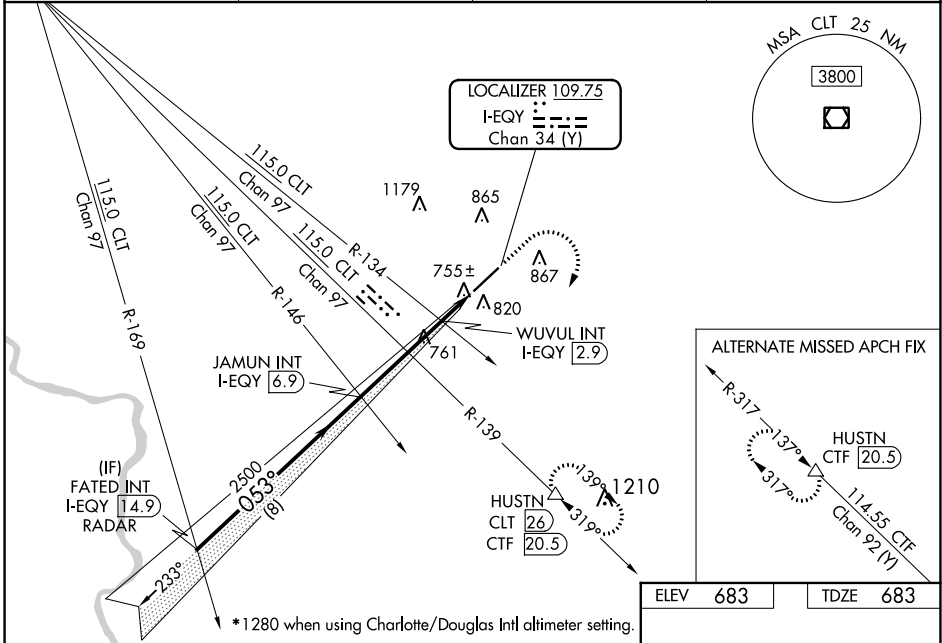 MSA CLT 25 NM
3800
LOCALIZER 109.75
I-EQY
Chan 34 (Y)
115.0 CLT
Chan 97
R-134
115.0 CLT
Chan 97
R-146
115.0 CLT
Chan 97
R-139
115.0 CLT
Chan 97
R-169
1179
865
867
755±
820
761
WUVUL INT
I-EQY 2.9
JAMUN INT
I-EQY 6.9
(IF)
FATED INT
I-EQY 14.9
RADAR
2500
053°
(8)
233°
HUSTN
CLT 26
CTF 20.5
139°
319°
1210
ALTERNATE MISSED APCH FIX
R-317
137°
317°
HUSTN
CTF 20.5
114.55 CTF
Chan 92 (Y)
*1280 when using Charlotte/Douglas Intl altimeter setting.
ELEV 683
TDZE 683